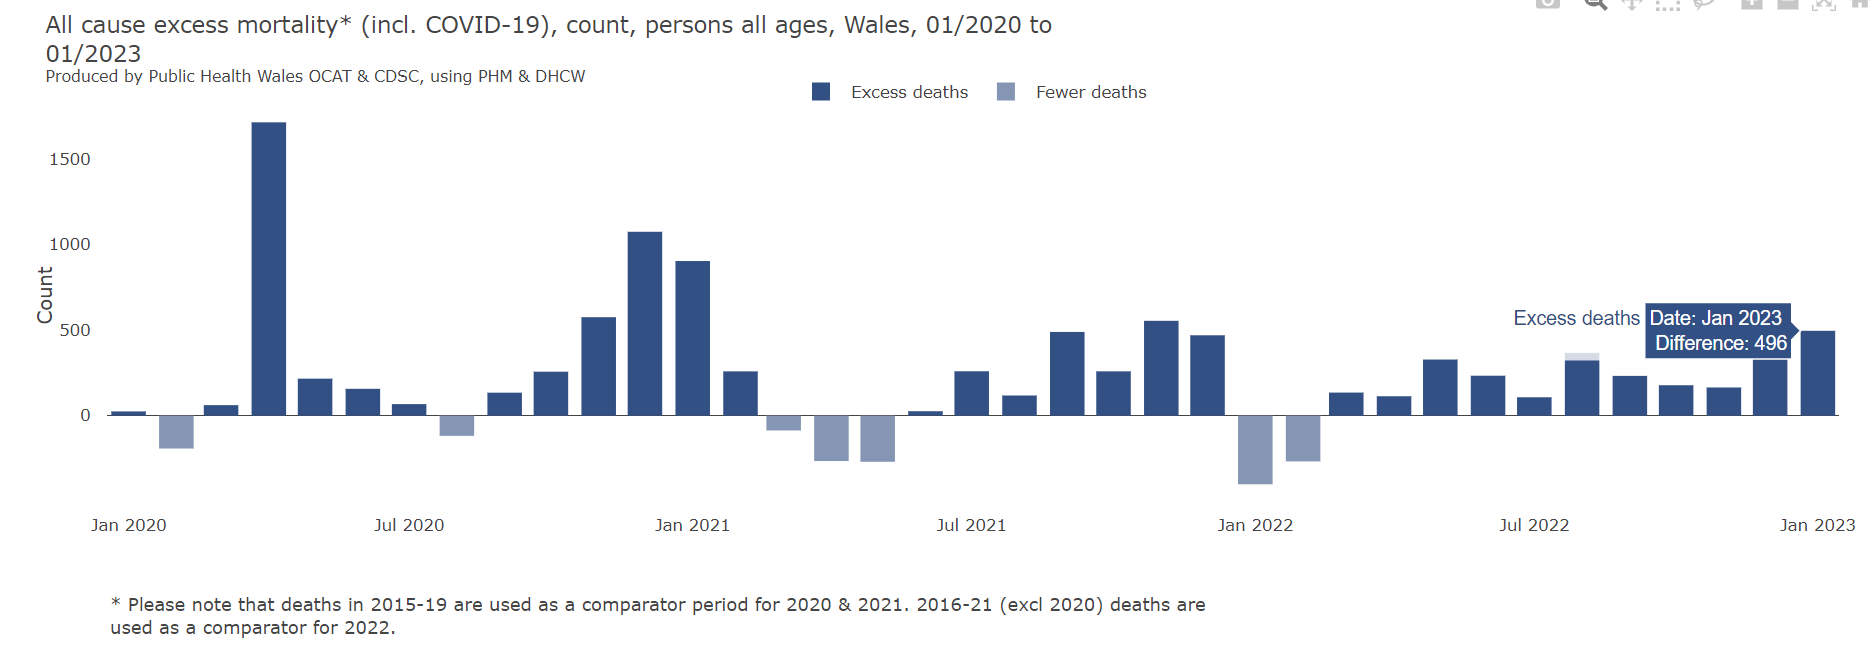 All cause excess mortality* (incl. COVID-19), count, persons all ages, Wales, 01/2020 to
01/2023
Produced by Public Health Wales OCAT & CDSC, using PHM & DHCW
Excess deaths
Fewer deaths
1500
1000
500
0
Count
Excess deaths
Date: Jan 2023
Difference: 496
Jan 2020
Jul 2020
Jan 2021
Jul 2021
Jan 2022
Jul 2022
Jan 2023
* Please note that deaths in 2015-19 are used as a comparator period for 2020 & 2021. 2016-21 (excl 2020) deaths are
used as a comparator for 2022.